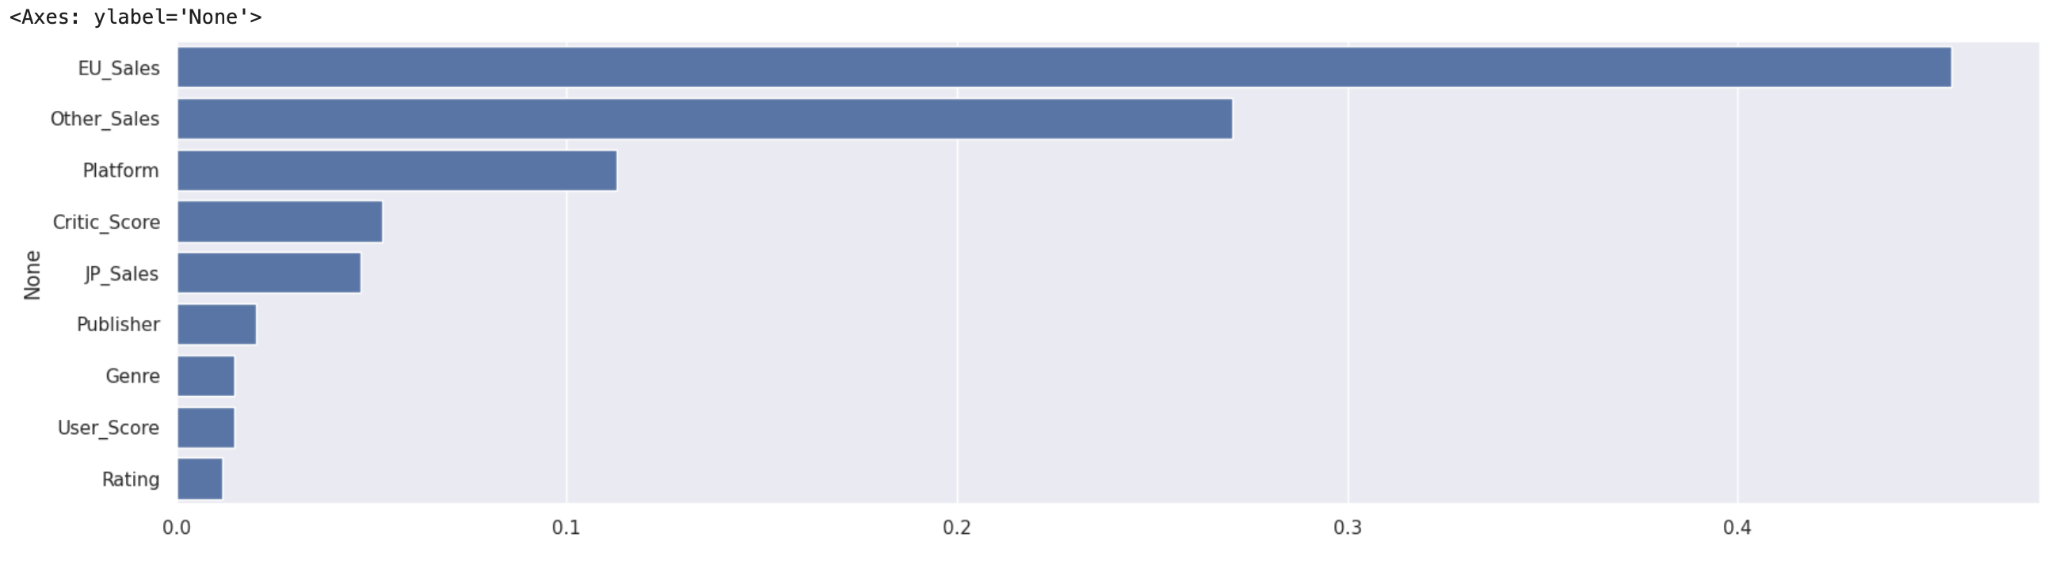 <Axes: ylabel='None'>
EU_Sales
Other_Sales
Platform
Critic_Score
JP_Sales
Publisher
Genre
User_Score
Rating
None
0.0 0.1 0.2 0.3 0.4